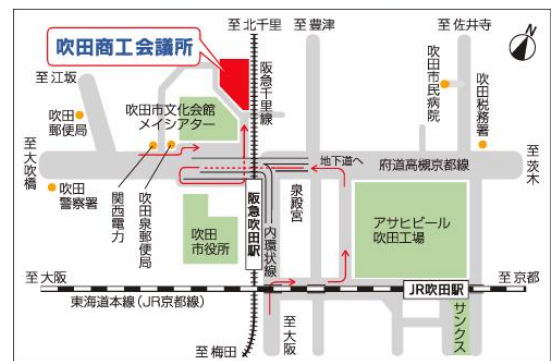 至北千里
至豊津
至佐井寺
吹田商工会議所
至江坂
阪急千里線
吹田市民病院
吹田税務署
吹田
郵便局
吹田市文化会館
メイシアター
至大吹橋
地下道へ
府道高槻京都線
至茨木
吹田
警察署
関西電力
吹田泉郵便局
阪急吹田駅
泉殿宮
内環状線
吹田
市役所
アサヒビール
吹田工場
至大阪
JR吹田駅
至京都
東海道本線（JR京都線）
至大阪
サンクス
至梅田
N